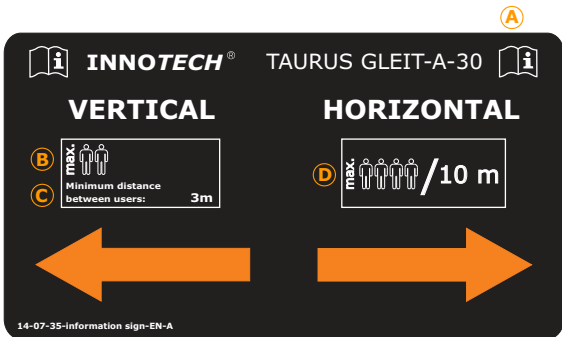 A
INNOTECH ® TAURUS GLEIT-A-30
VERTICAL
HORIZONTAL
B
max.
C
Minimum distance
between users: 3m
D
max.
/10 m
14-07-35-information sign-EN-A